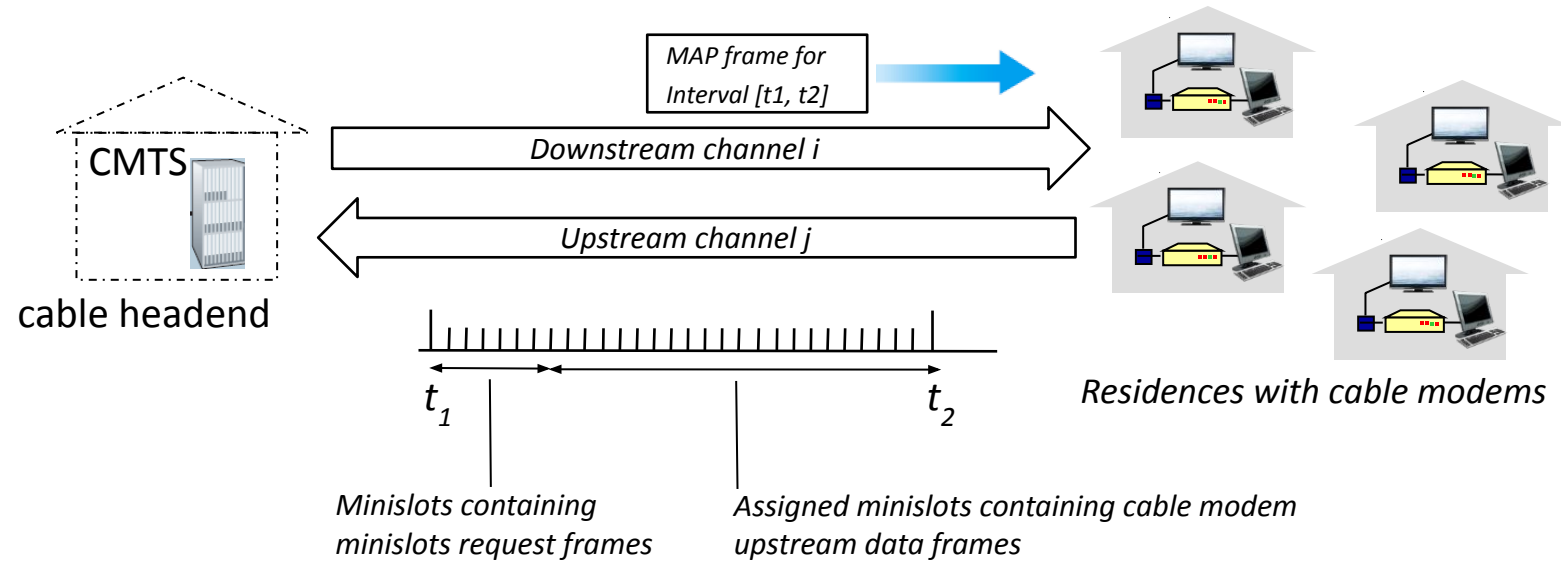 MAP frame for
Interval [t1, t2]
CMTS
Downstream channel i
Upstream channel j
cable headend
t₁
t₂
Residences with cable modems
Minislots containing
minislots request frames
Assigned minislots containing cable modem
upstream data frames